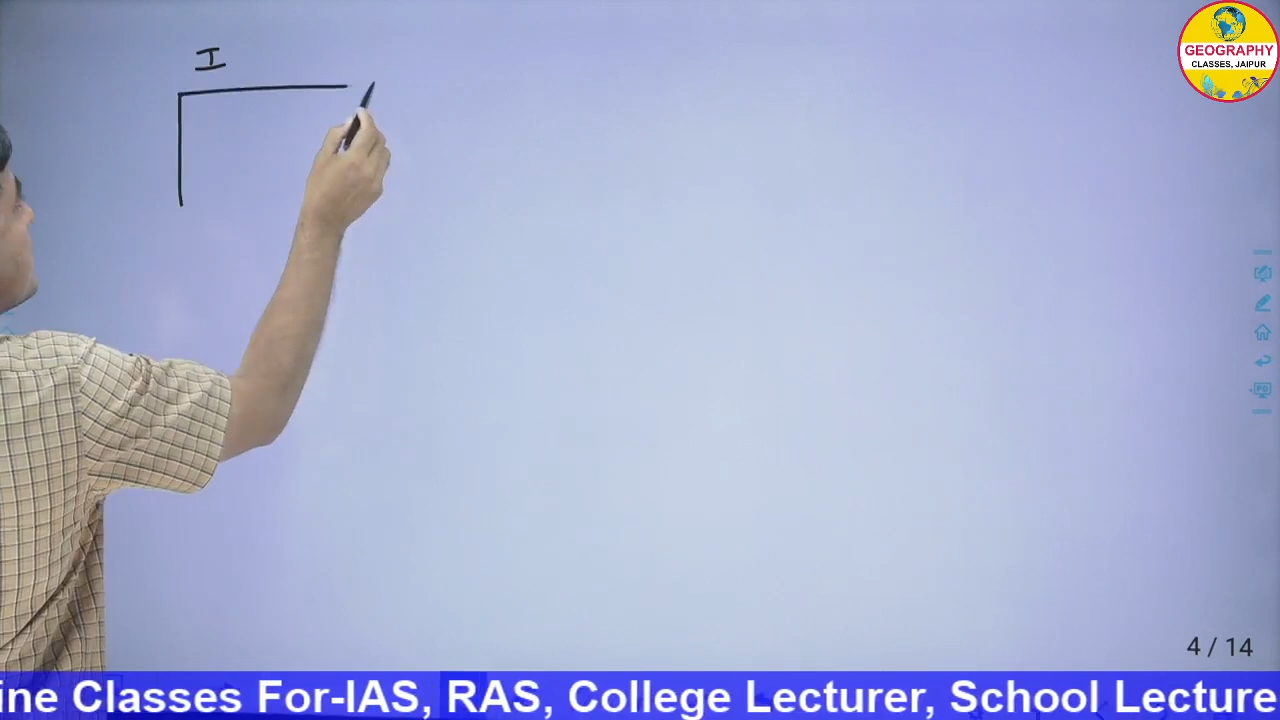 I
GEOGRAPHY
CLASSES, JAIPUR
4 / 14
ine Classes For-IAS, RAS, College Lecturer, School Lecture